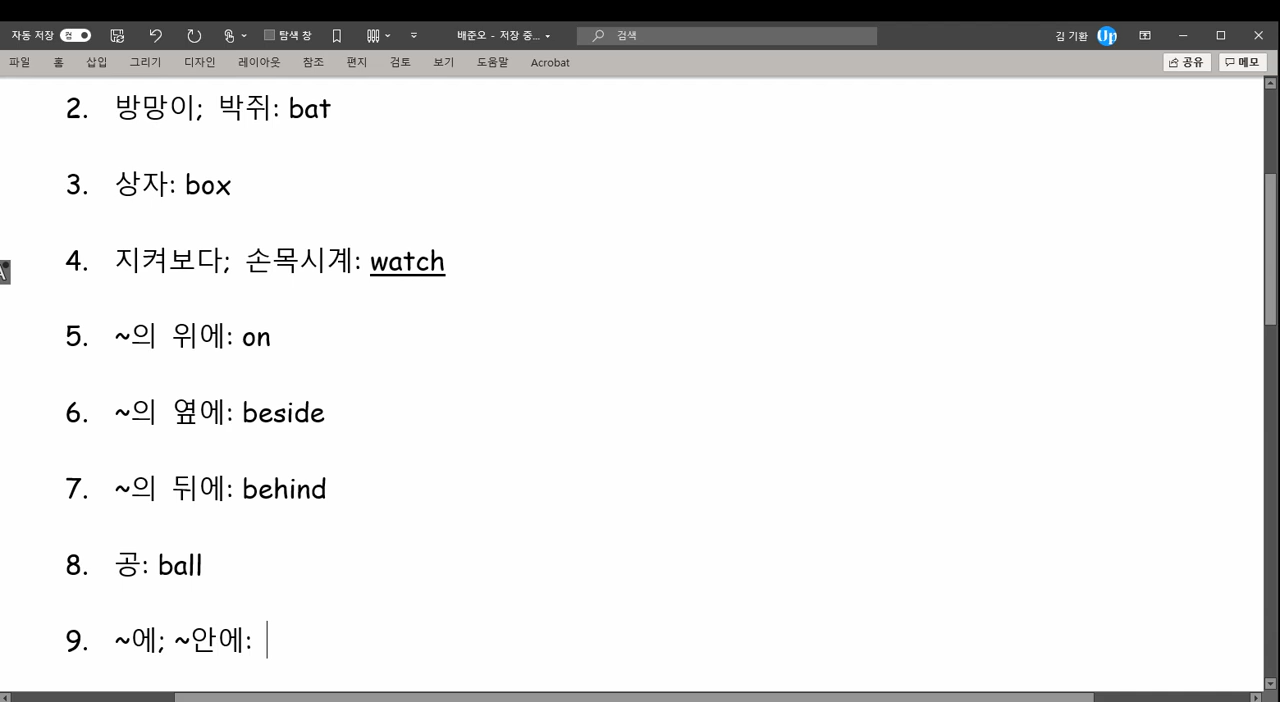 자동 저장 켬 탐색 창 배준오 - 저장 중... 검색 김 기환 Up
파일 홈 삽입 그리기 디자인 레이아웃 참조 편지 검토 보기 도움말 Acrobat 공유 메모
2. 방망이; 박쥐: bat
3. 상자: box
4. 지켜보다; 손목시계: watch
5. ~의 위에: on
6. ~의 옆에: beside
7. ~의 뒤에: behind
8. 공: ball
A
9. ~에; ~안에: